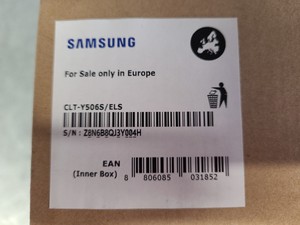 SAMSUNG
For Sale only in Europe
CLT-Y506S/ELS
S/N : Z8N6B8QJ3Y004H
EAN
(Inner Box)
8 806085 031852